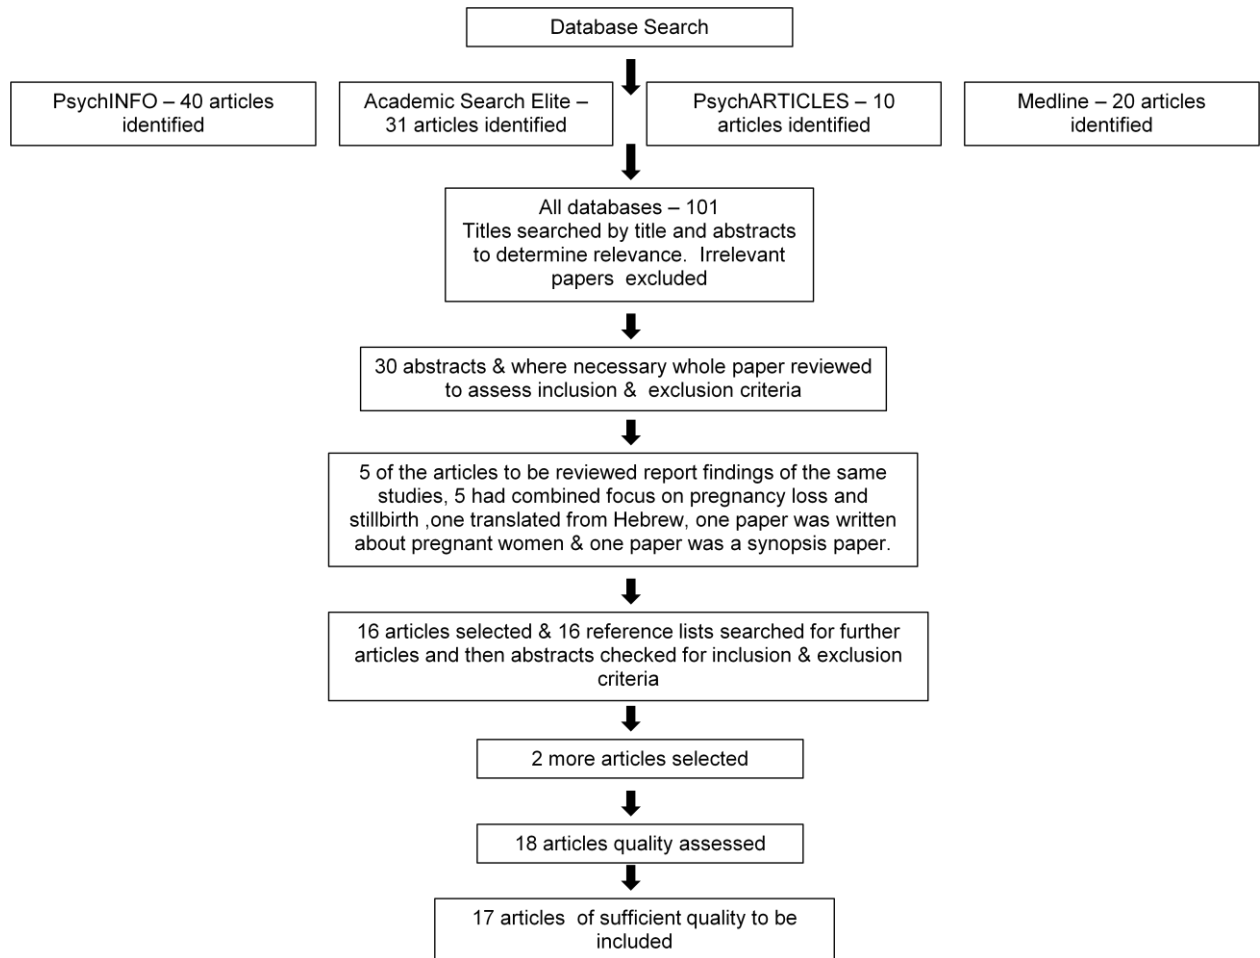 Database Search
PsychINFO – 40 articles
identified
Academic Search Elite –
31 articles identified
PsychARTICLES – 10
articles identified
Medline – 20 articles
identified
All databases – 101
Titles searched by title and abstracts
to determine relevance.  Irrelevant
papers  excluded
30 abstracts & where necessary whole paper reviewed
to assess inclusion &  exclusion criteria
5 of the articles to be reviewed report findings of the same
studies, 5 had combined focus on pregnancy loss and
stillbirth ,one translated from Hebrew, one paper was written
about pregnant women & one paper was a synopsis paper.
16 articles selected & 16 reference lists searched for further
articles and then abstracts checked for inclusion & exclusion
criteria
2 more articles selected
18 articles quality assessed
17 articles  of sufficient quality to be
included